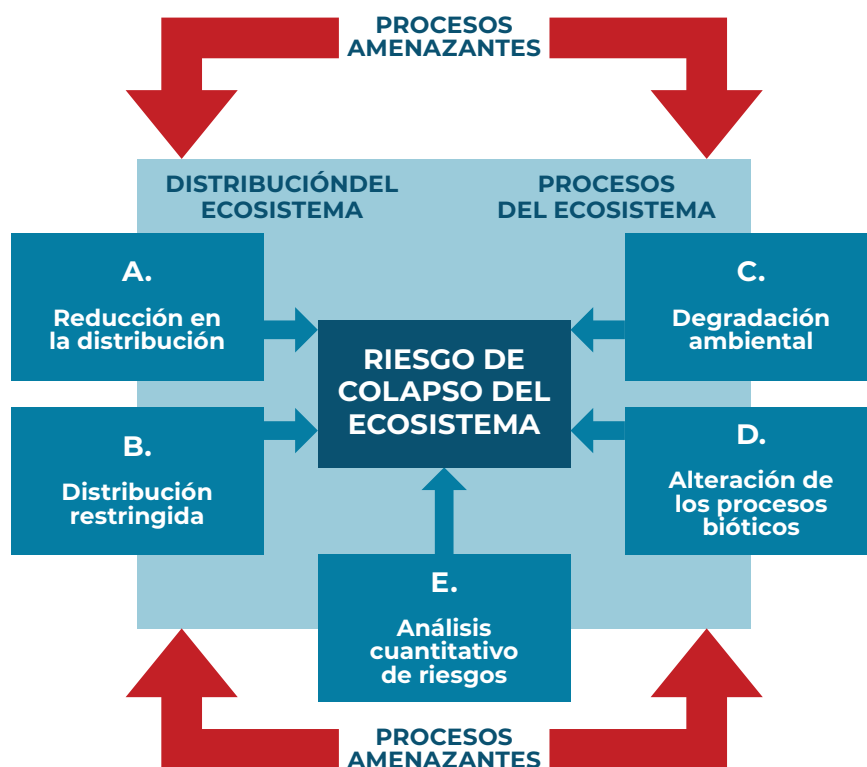 PROCESOS
AMENAZANTES
DISTRIBUCIÓNDEL
ECOSISTEMA
PROCESOS
DEL ECOSISTEMA
A.
Reducción en
la distribución
B.
Distribución
restringida
RIESGO DE
COLAPSO DEL
ECOSISTEMA
C.
Degradación
ambiental
D.
Alteración de
los procesos
bióticos
E.
Análisis
cuantitativo
de riesgos
PROCESOS
AMENAZANTES